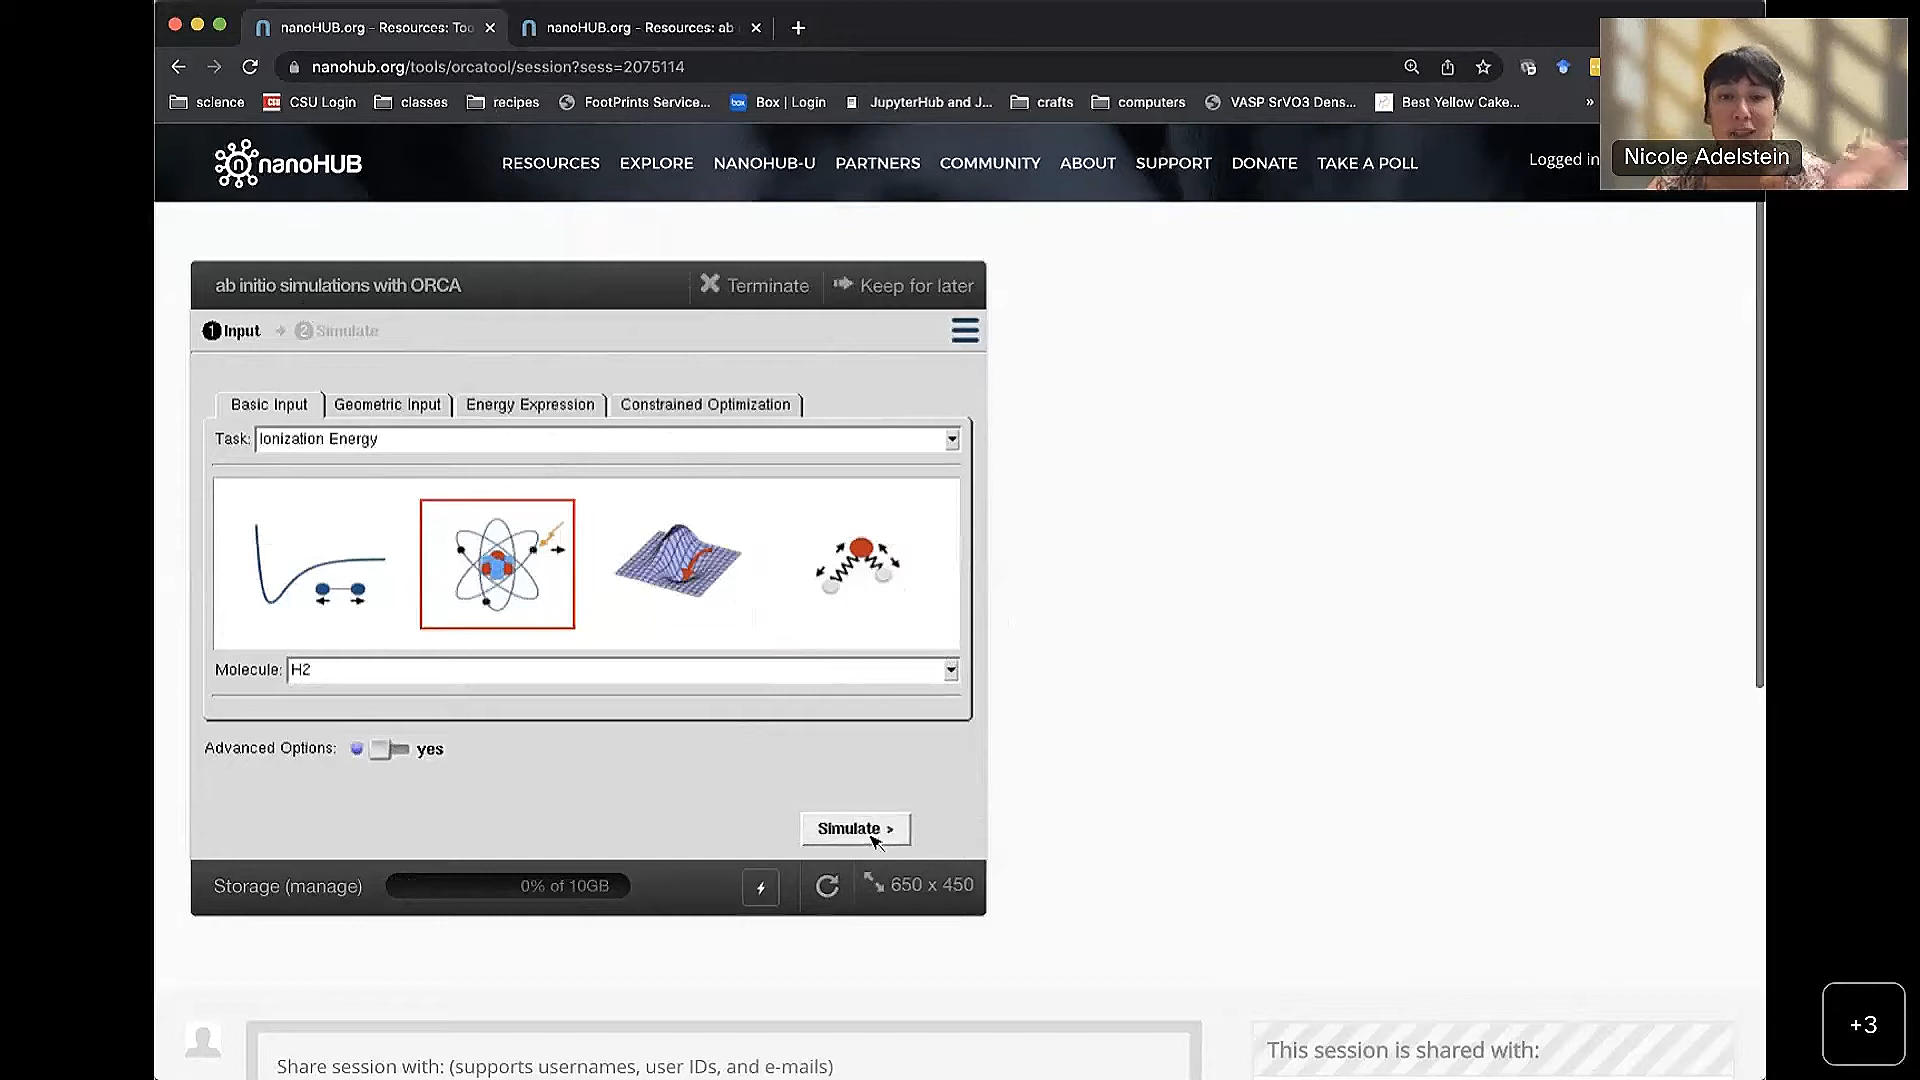 nanoHUB.org - Resources: Too
nanoHUB.org - Resources: ab
nanohub.org/tools/orcatool/session?sess=2075114
science
CSU Login
classes
recipes
FootPrints Service...
Box | Login
JupyterHub and J...
crafts
computers
VASP SrVO3 Dens...
Best Yellow Cake...
»
Nicole Adelstein
nanoHUB
RESOURCES
EXPLORE
NANOHUB-U
PARTNERS
COMMUNITY
ABOUT
SUPPORT
DONATE
TAKE A POLL
Logged in
ab initio simulations with ORCA
Terminate
Keep for later
1 Input
2 Simulate
Basic Input
Geometric Input
Energy Expression
Constrained Optimization
Task: Ionization Energy
Molecule: H2
Advanced Options: yes
Simulate >
Storage (manage)
0% of 10GB
650 x 450
Share session with: (supports usernames, user IDs, and e-mails)
This session is shared with:
+3